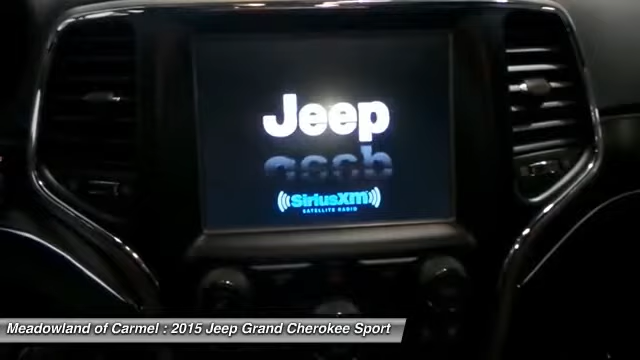 Jeep
SiriusXM
SATELLITE RADIO
Meadowland of Carmel : 2015 Jeep Grand Cherokee Sport